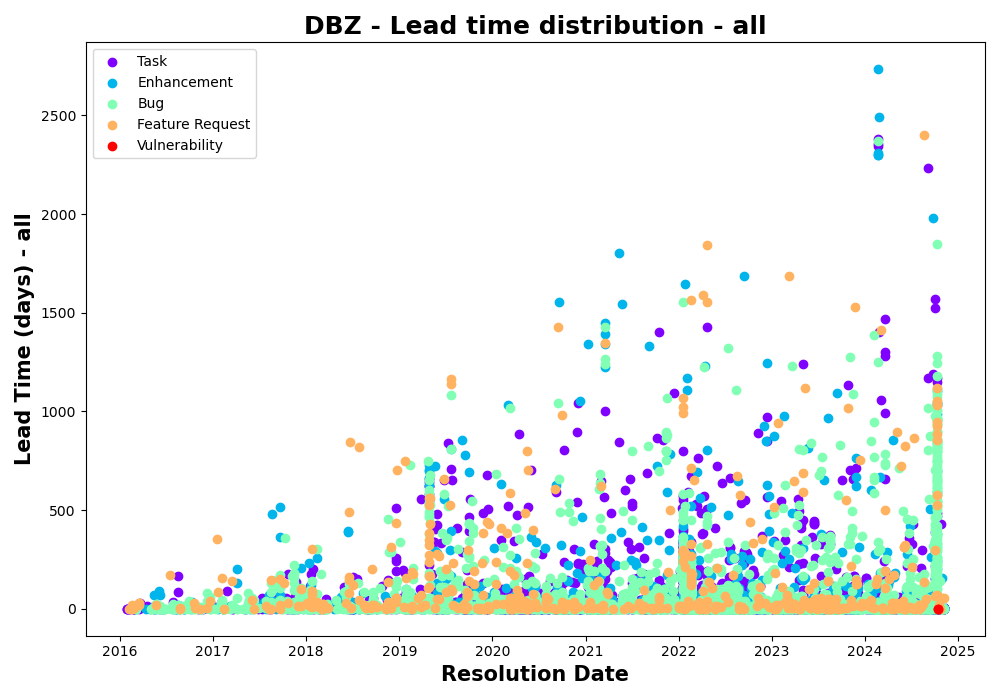 DBZ - Lead time distribution - all
Task
Enhancement
Bug
Feature Request
Vulnerability
Lead Time (days) - all
2500
2000
1500
1000
500
0
2016 2017 2018 2019 2020 2021 2022 2023 2024 2025
Resolution Date